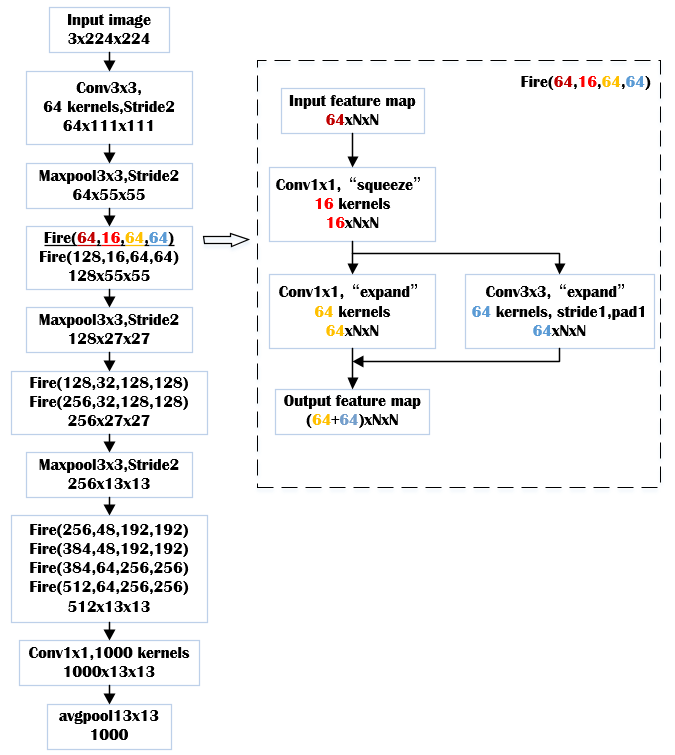 Input image
3x224x224
Conv3x3,
64 kernels,Stride2
64x111x111
Maxpool3x3,Stride2
64x55x55
Fire(64,16,64,64)
Fire(128,16,64,64)
128x55x55
Maxpool3x3,Stride2
128x27x27
Fire(128,32,128,128)
Fire(256,32,128,128)
256x27x27
Maxpool3x3,Stride2
256x13x13
Fire(256,48,192,192)
Fire(384,48,192,192)
Fire(384,64,256,256)
Fire(512,64,256,256)
512x13x13
Conv1x1,1000 kernels
1000x13x13
avgpool13x13
1000
Fire(64,16,64,64)
Input feature map
64xNxN
Conv1x1, “squeeze”
16 kernels
16xNxN
Conv1x1, “expand”
64 kernels
64xNxN
Conv3x3, “expand”
64 kernels, stride1,pad1
64xNxN
Output feature map
(64+64)xNxN